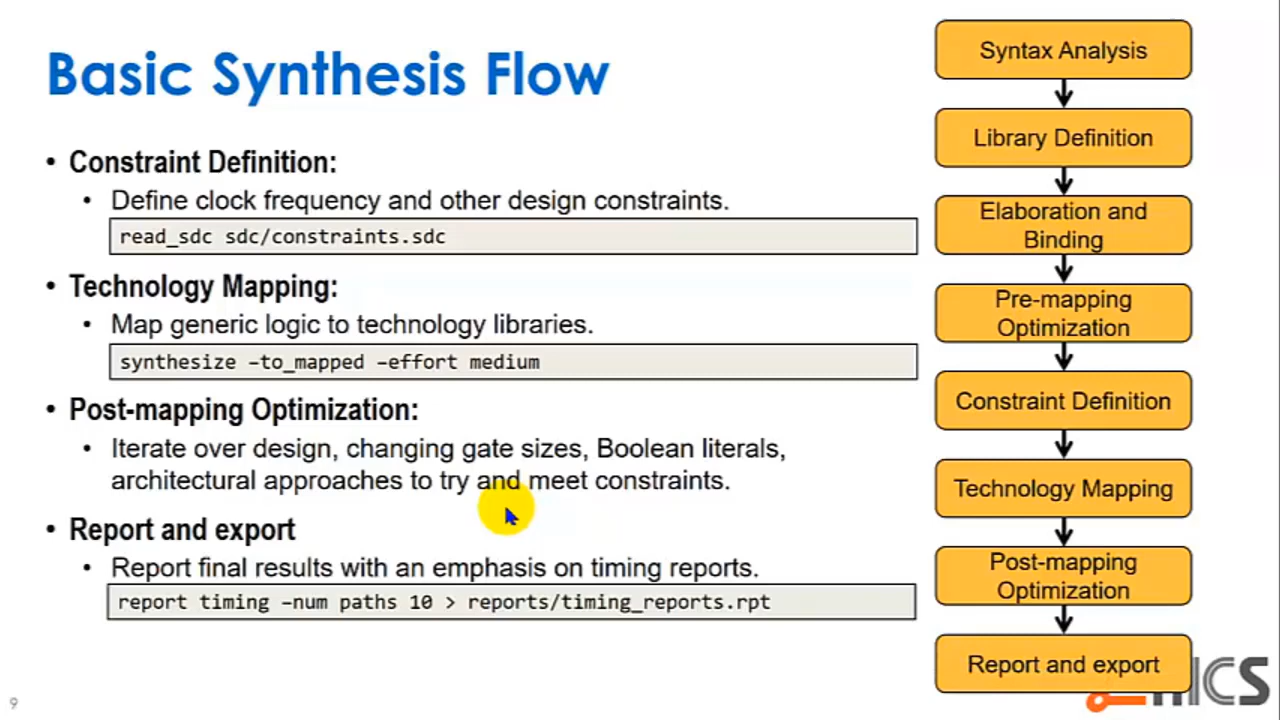 Basic Synthesis Flow
• Constraint Definition:
• Define clock frequency and other design constraints.
read_sdc sdc/constraints.sdc
• Technology Mapping:
• Map generic logic to technology libraries.
synthesize –to_mapped –effort medium
• Post-mapping Optimization:
• Iterate over design, changing gate sizes, Boolean literals,
architectural approaches to try and meet constraints.
• Report and export
• Report final results with an emphasis on timing reports.
report timing –num paths 10 > reports/timing_reports.rpt
Syntax Analysis
Library Definition
Elaboration and
Binding
Pre-mapping
Optimization
Constraint Definition
Technology Mapping
Post-mapping
Optimization
Report and export
9